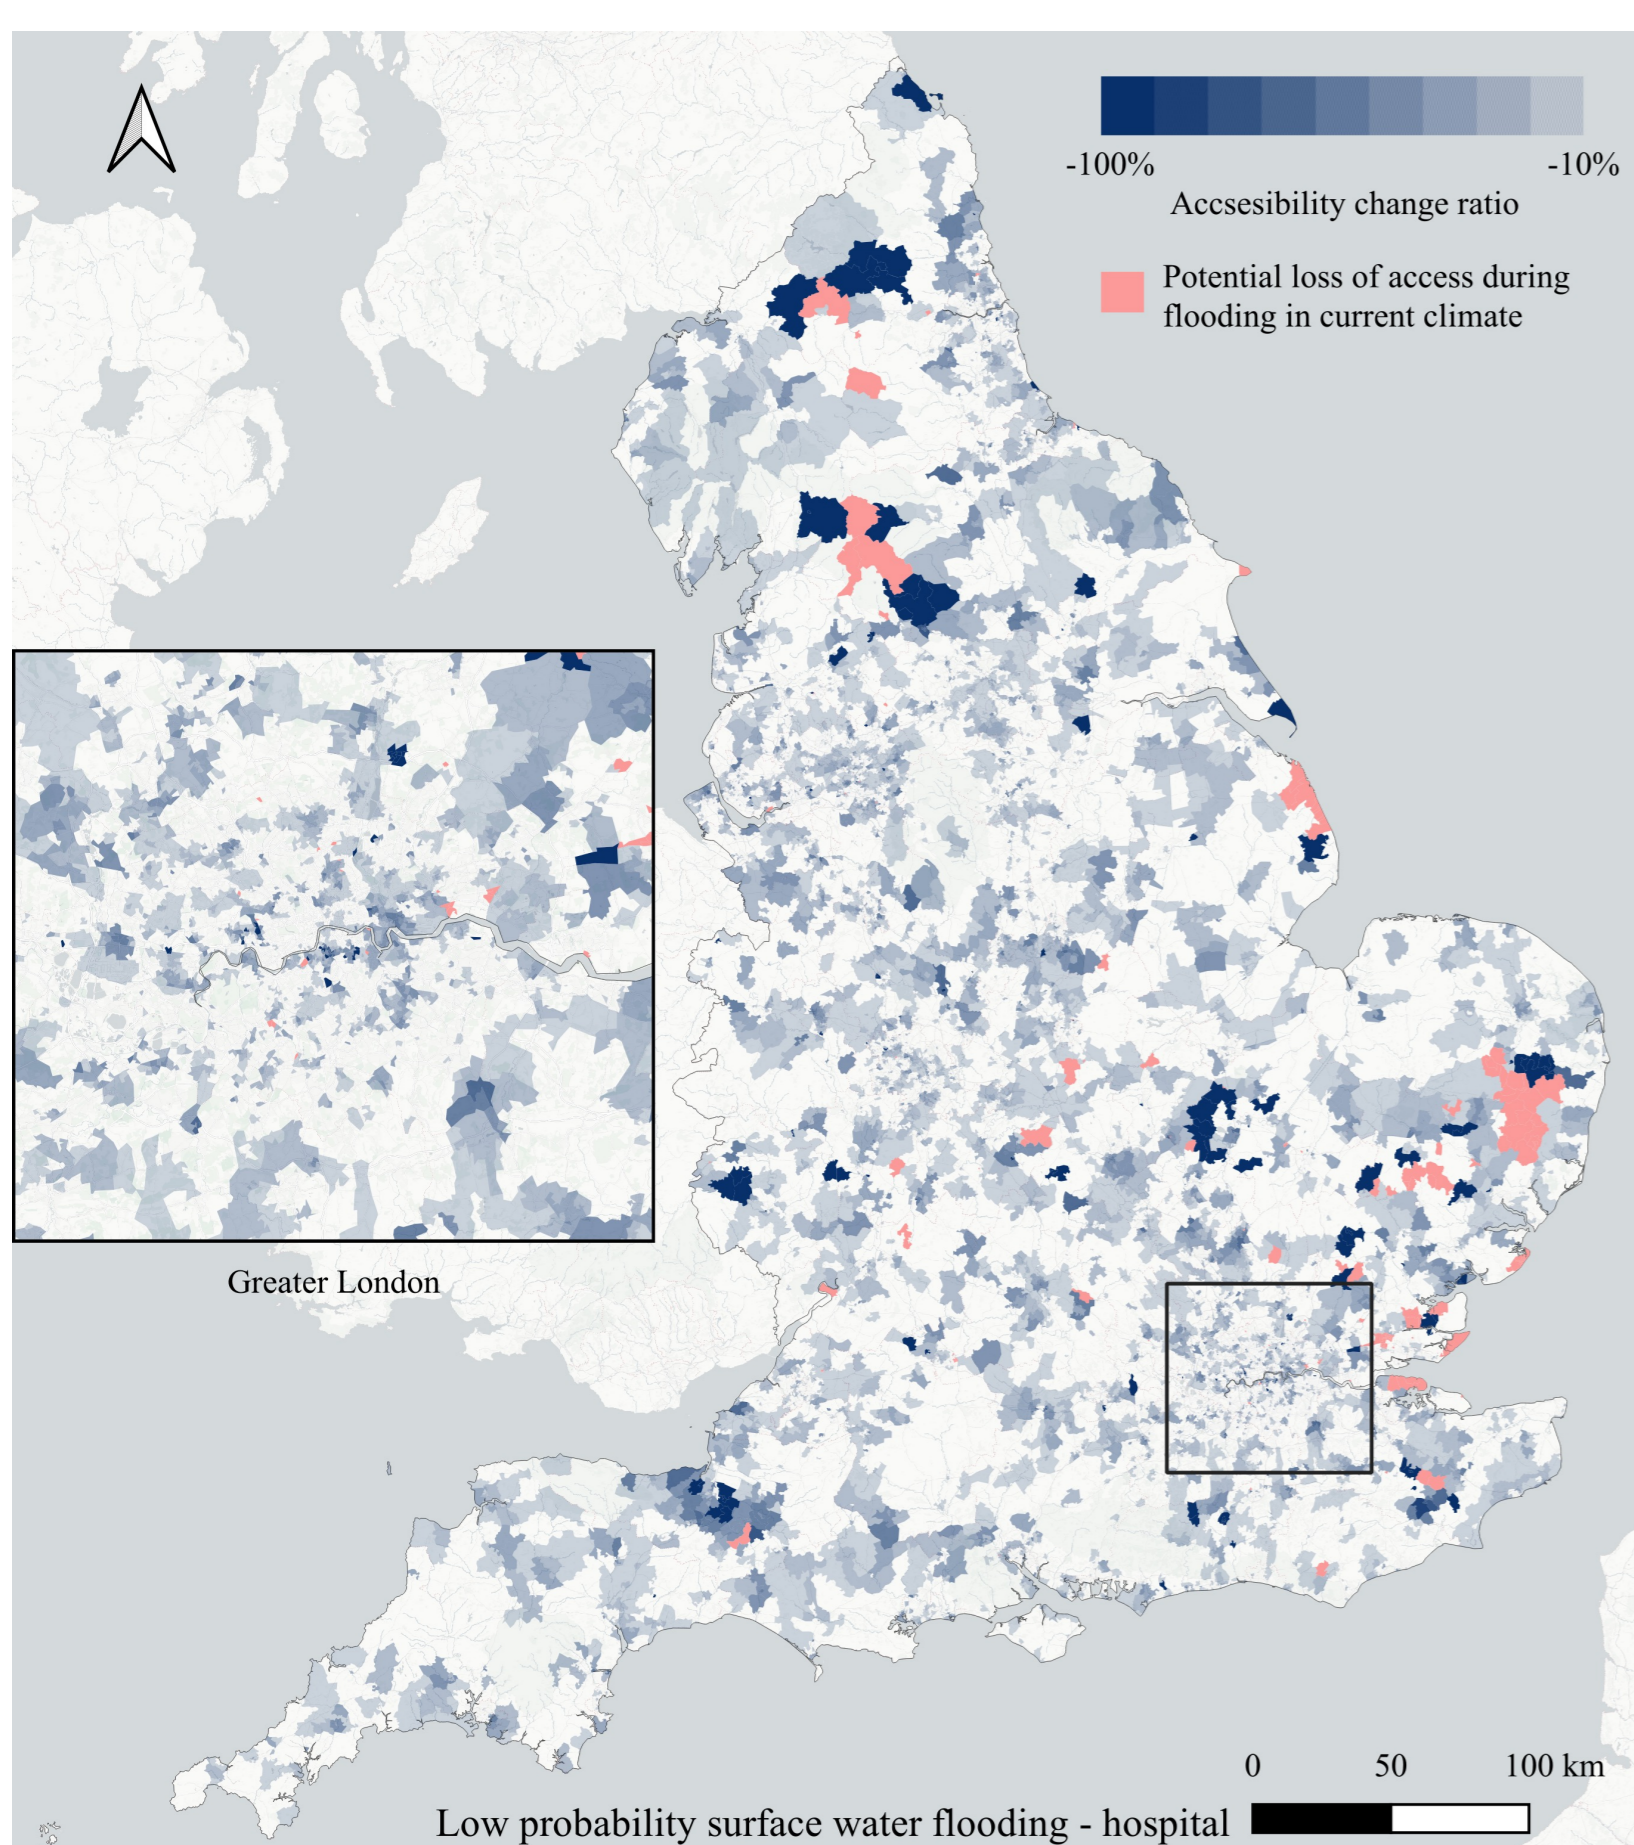 -100%
-10%
Accsesibility change ratio
Potential loss of access during
flooding in current climate
Greater London
0
50
100 km
Low probability surface water flooding - hospital